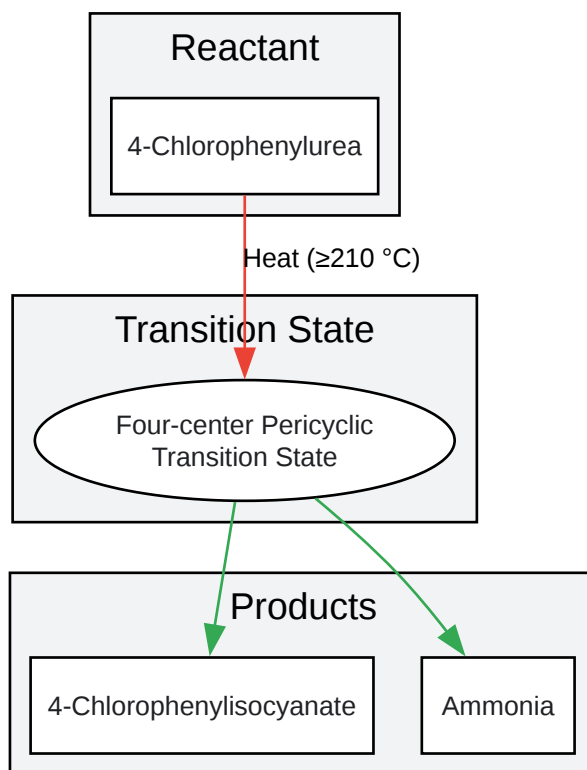 Reactant
4-Chlorophenylurea
Heat (≥210 °C)
Transition State
Four-center Pericyclic
Transition State
Products
4-Chlorophenylisocyanate
Ammonia